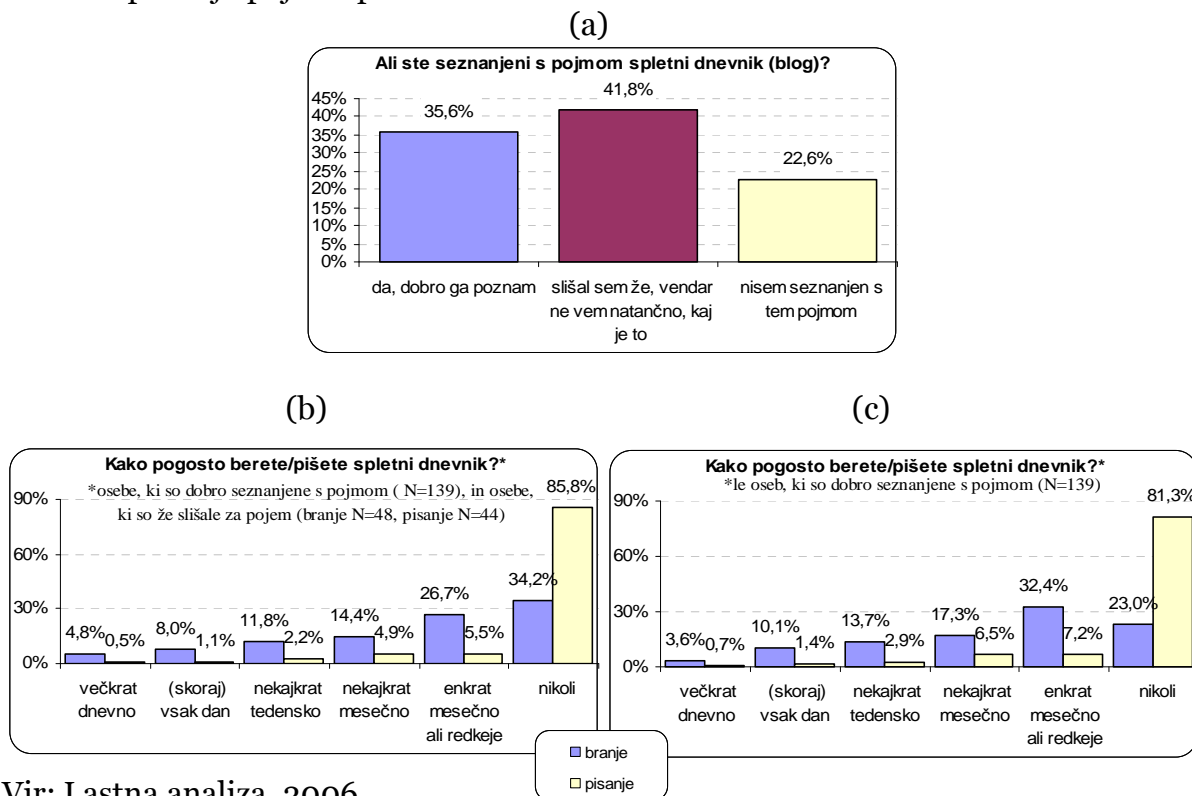 (a)
Ali ste seznanjeni s pojmom spletni dnevnik (blog)?
45%
40%
35%
30%
25%
20%
15%
10%
5%
0%
35,6%
41,8%
22,6%
da, dobro ga poznam
slišal sem že, vendar
ne vem natančno, kaj
je to
nisem seznanjen s
tem pojmom
(b)
Kako pogosto berete/pišete spletni dnevnik?*
*osebe, ki so dobro seznanjene s pojmom ( N=139), in osebe,
ki so že slišale za pojem (branje N=48, pisanje N=44)
90%
60%
30%
0%
4,8% 0,5%
8,0% 1,1%
11,8% 2,2%
14,4% 4,9%
26,7% 5,5%
34,2% 85,8%
večkrat
dnevno
(skoraj)
vsak dan
nekajkrat
tedensko
nekajkrat
mesečno
enkrat
mesečno
ali redkeje
nikoli
(c)
Kako pogosto berete/pišete spletni dnevnik?*
*le oseb, ki so dobro seznanjene s pojmom (N=139)
90%
60%
30%
0%
3,6% 0,7%
10,1% 1,4%
13,7% 2,9%
17,3% 6,5%
32,4% 7,2%
23,0% 81,3%
večkrat
dnevno
(skoraj)
vsak dan
nekajkrat
tedensko
nekajkrat
mesečno
enkrat
mesečno
ali redkeje
nikoli
branje
pisanje
Vir: Lastna analiza, 2006